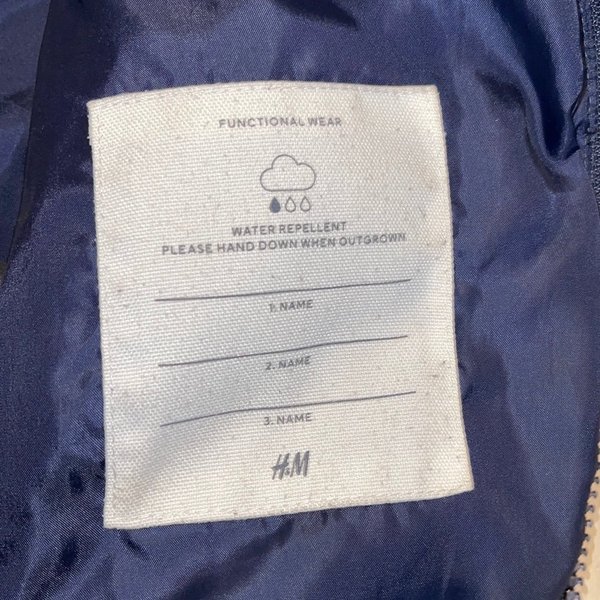 FUNCTIONAL WEAR
WATER REPELLENT
PLEASE HAND DOWN WHEN OUTGROWN
1. NAME
2. NAME
3. NAME
H&M